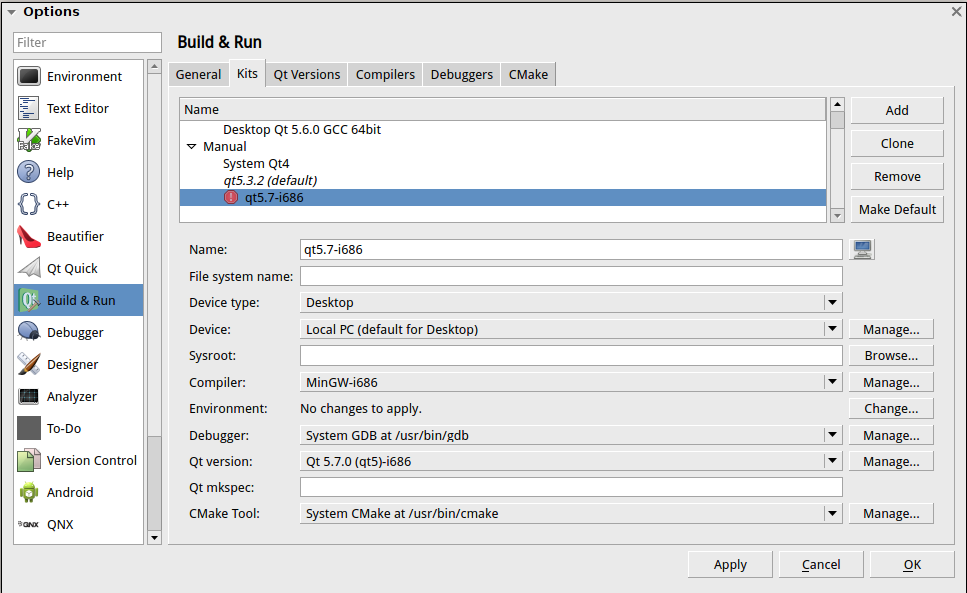 Options
Filter
Environment
Text Editor
FakeVim
Help
C++
Beautifier
Qt Quick
Build & Run
Debugger
Designer
Analyzer
To-Do
Version Control
Android
QNX
Build & Run
General Kits Qt Versions Compilers Debuggers CMake
Name
Desktop Qt 5.6.0 GCC 64bit
Manual
System Qt4
qt5.3.2 (default)
qt5.7-i686
Add
Clone
Remove
Make Default
Name: qt5.7-i686
File system name:
Device type: Desktop
Device: Local PC (default for Desktop) Manage...
Sysroot: Browse...
Compiler: MinGW-i686 Manage...
Environment: No changes to apply. Change...
Debugger: System GDB at /usr/bin/gdb Manage...
Qt version: Qt 5.7.0 (qt5)-i686 Manage...
Qt mkspec:
CMake Tool: System CMake at /usr/bin/cmake Manage...
Apply Cancel OK